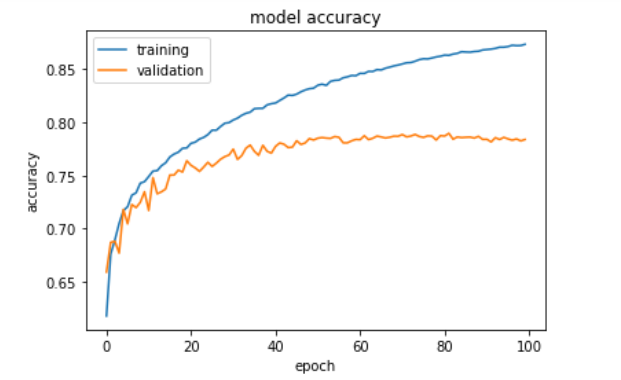 model accuracy
training
validation
0.85
0.80
0.75
0.70
0.65
accuracy
0 20 40 60 80 100
epoch